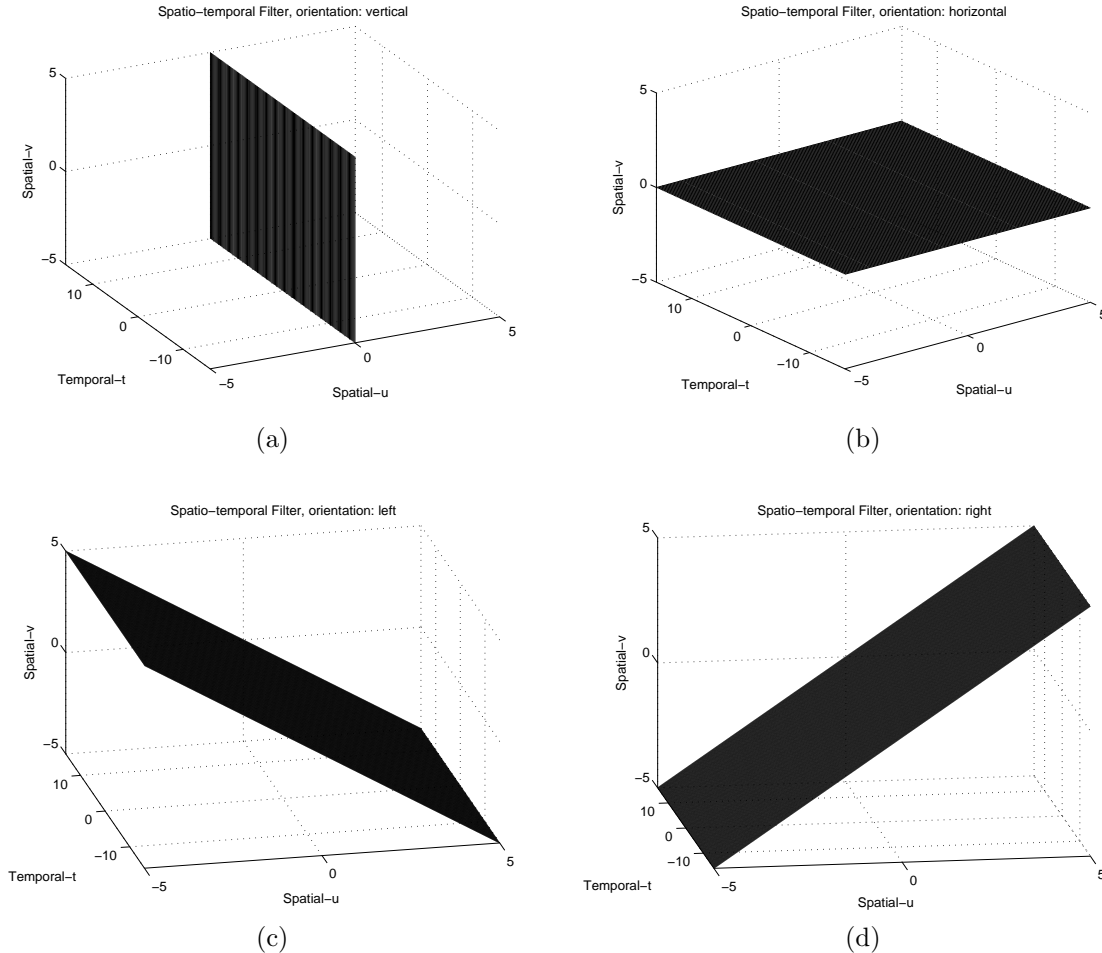 Spatio−temporal Filter, orientation: vertical
5
0
−5
Spatial−v
10
0
−10
Temporal−t
−5
0
5
Spatial−u
(a)
Spatio−temporal Filter, orientation: horizontal
5
0
−5
Spatial−v
10
0
−10
Temporal−t
−5
0
5
Spatial−u
(b)
Spatio−temporal Filter, orientation: left
5
0
−5
Spatial−v
10
0
−10
Temporal−t
−5
0
5
Spatial−u
(c)
Spatio−temporal Filter, orientation: right
5
0
−5
Spatial−v
10
0
−10
Temporal−t
−5
0
5
Spatial−u
(d)